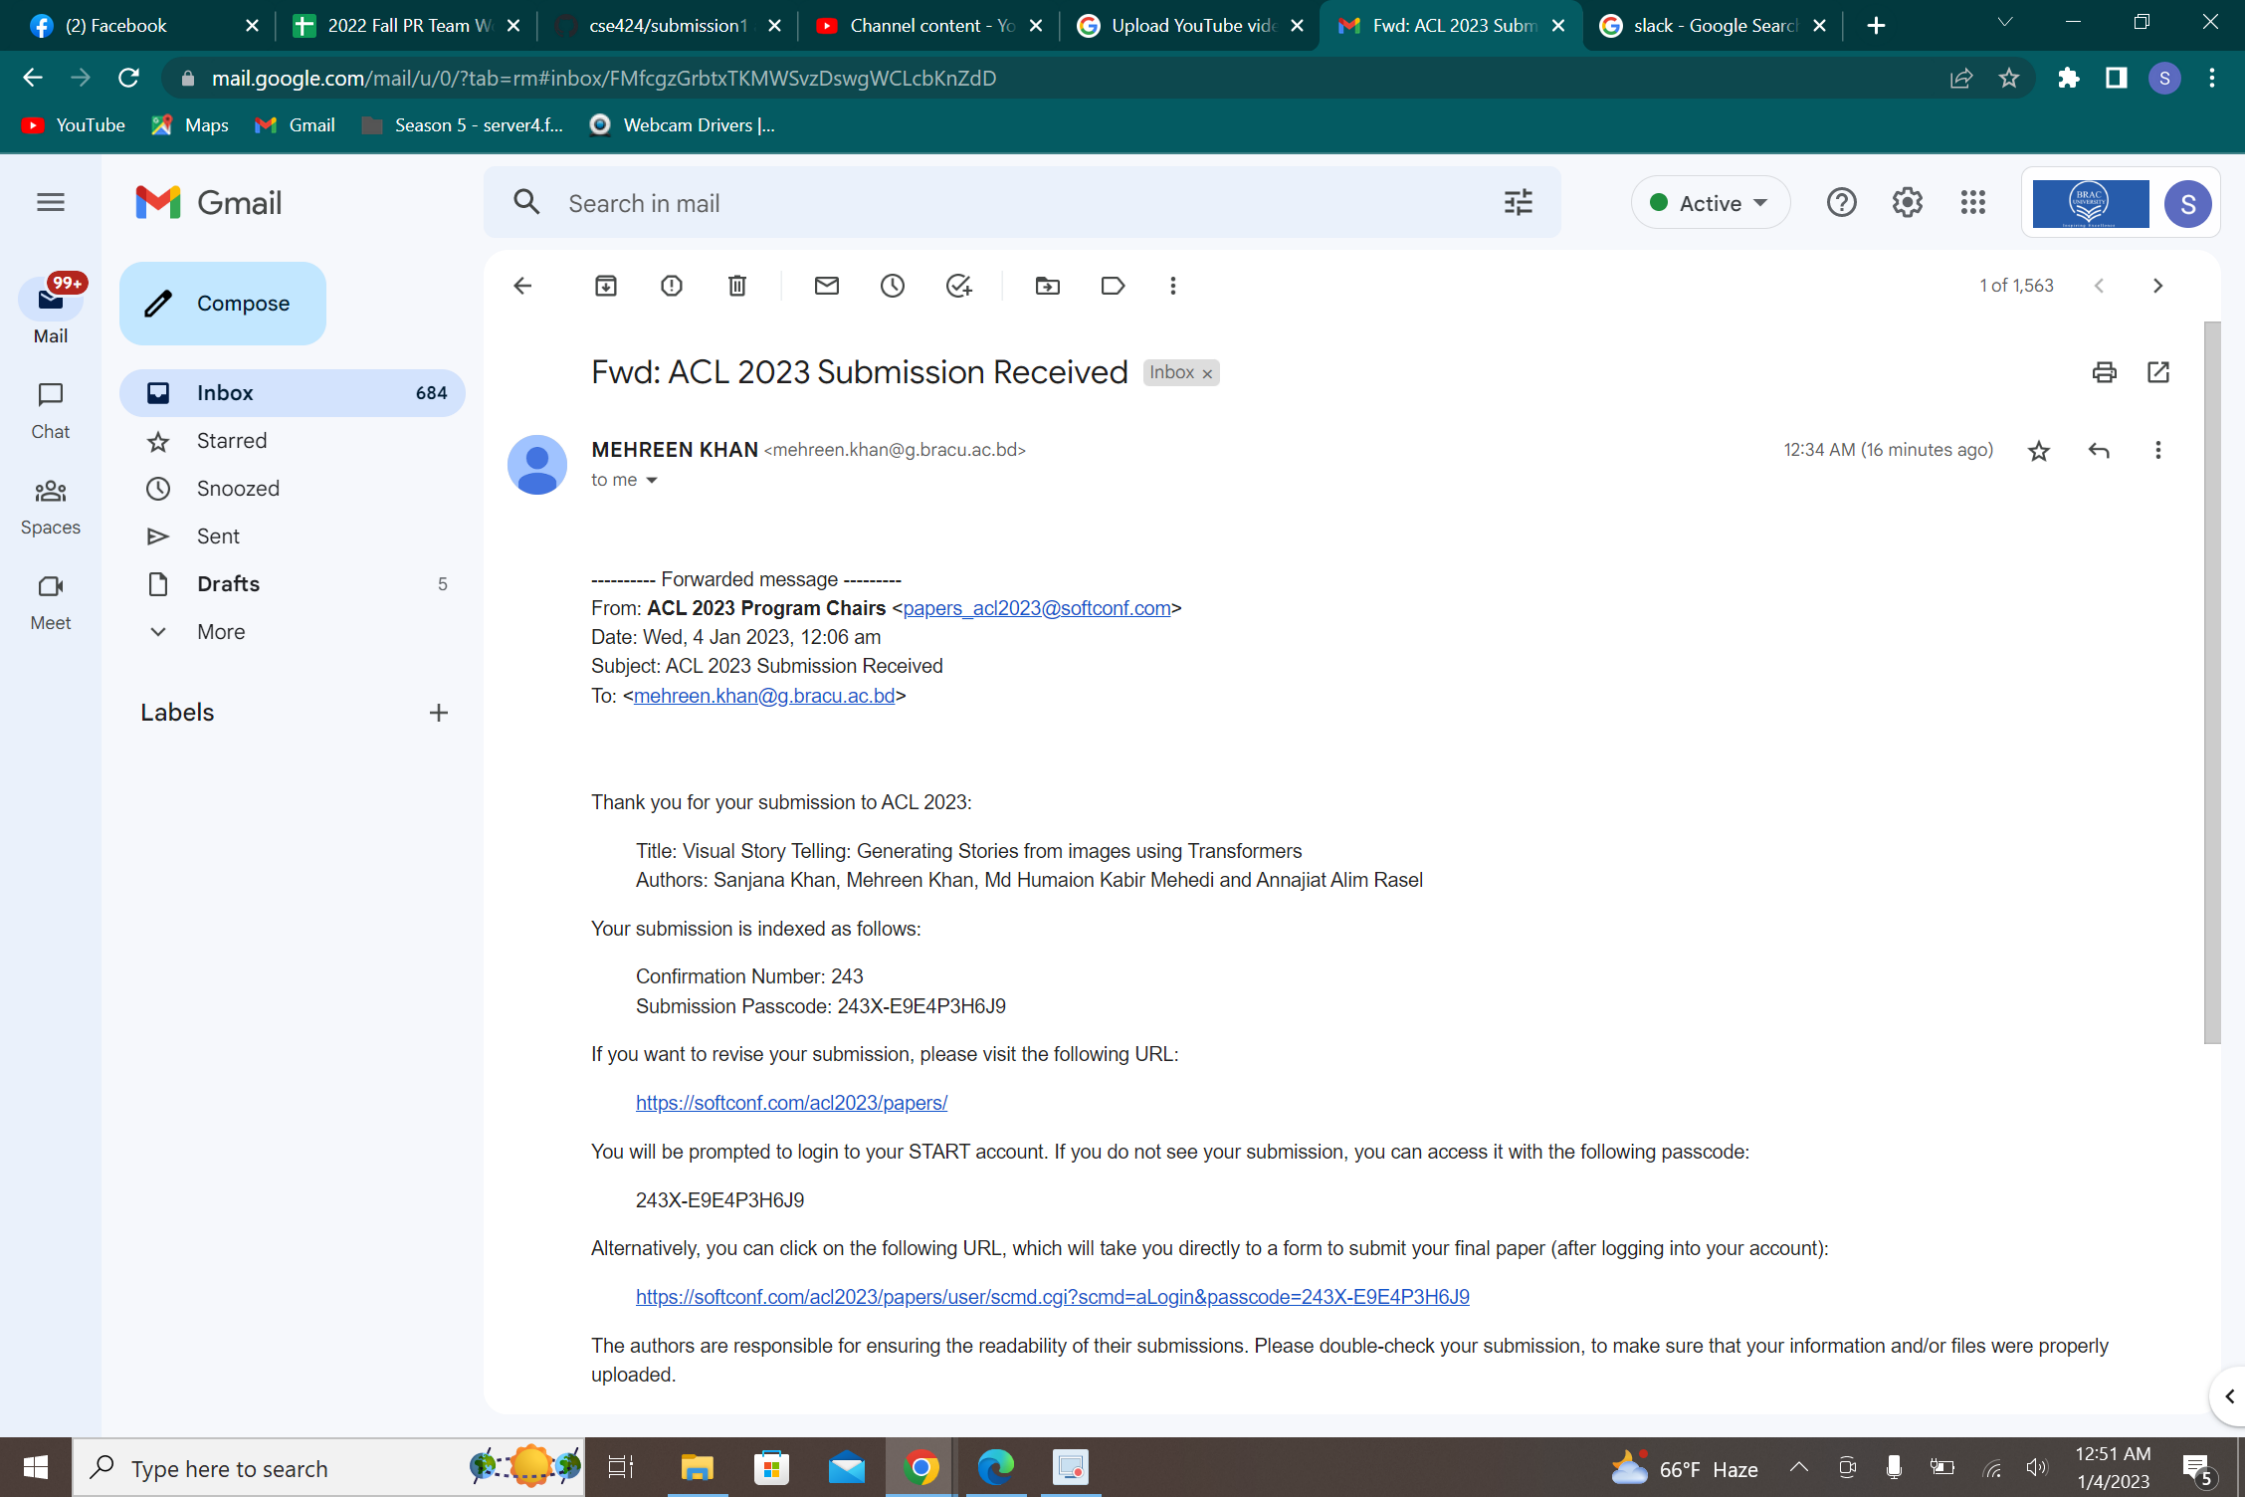 (2) Facebook
2022 Fall PR Team W
cse424/submission1
Channel content - Yo
Upload YouTube vide
Fwd: ACL 2023 Subm
slack - Google Search
mail.google.com/mail/u/0/?tab=rm#inbox/FMfcgzGrbtxTKMWSvzDswgWCLcbKnZdD
S
YouTube
Maps
Gmail
Season 5 - server4.f...
Webcam Drivers |...
Gmail
Search in mail
Active
BRAC
UNIVERSITY
Inspiring Excellence
S
99+
Mail
Chat
Spaces
Meet
Compose
Inbox 684
Starred
Snoozed
Sent
Drafts 5
More
Labels
1 of 1,563
Fwd: ACL 2023 Submission Received Inbox x
MEHREEN KHAN <mehreen.khan@g.bracu.ac.bd>
12:34 AM (16 minutes ago)
to me
---------- Forwarded message ---------
From: ACL 2023 Program Chairs <papers_acl2023@softconf.com>
Date: Wed, 4 Jan 2023, 12:06 am
Subject: ACL 2023 Submission Received
To: <mehreen.khan@g.bracu.ac.bd>
Thank you for your submission to ACL 2023:
Title: Visual Story Telling: Generating Stories from images using Transformers
Authors: Sanjana Khan, Mehreen Khan, Md Humaion Kabir Mehedi and Annajiat Alim Rasel
Your submission is indexed as follows:
Confirmation Number: 243
Submission Passcode: 243X-E9E4P3H6J9
If you want to revise your submission, please visit the following URL:
https://softconf.com/acl2023/papers/
You will be prompted to login to your START account. If you do not see your submission, you can access it with the following passcode:
243X-E9E4P3H6J9
Alternatively, you can click on the following URL, which will take you directly to a form to submit your final paper (after logging into your account):
https://softconf.com/acl2023/papers/user/scmd.cgi?scmd=aLogin&passcode=243X-E9E4P3H6J9
The authors are responsible for ensuring the readability of their submissions. Please double-check your submission, to make sure that your information and/or files were properly
uploaded.
Type here to search
66°F Haze
12:51 AM
1/4/2023
5